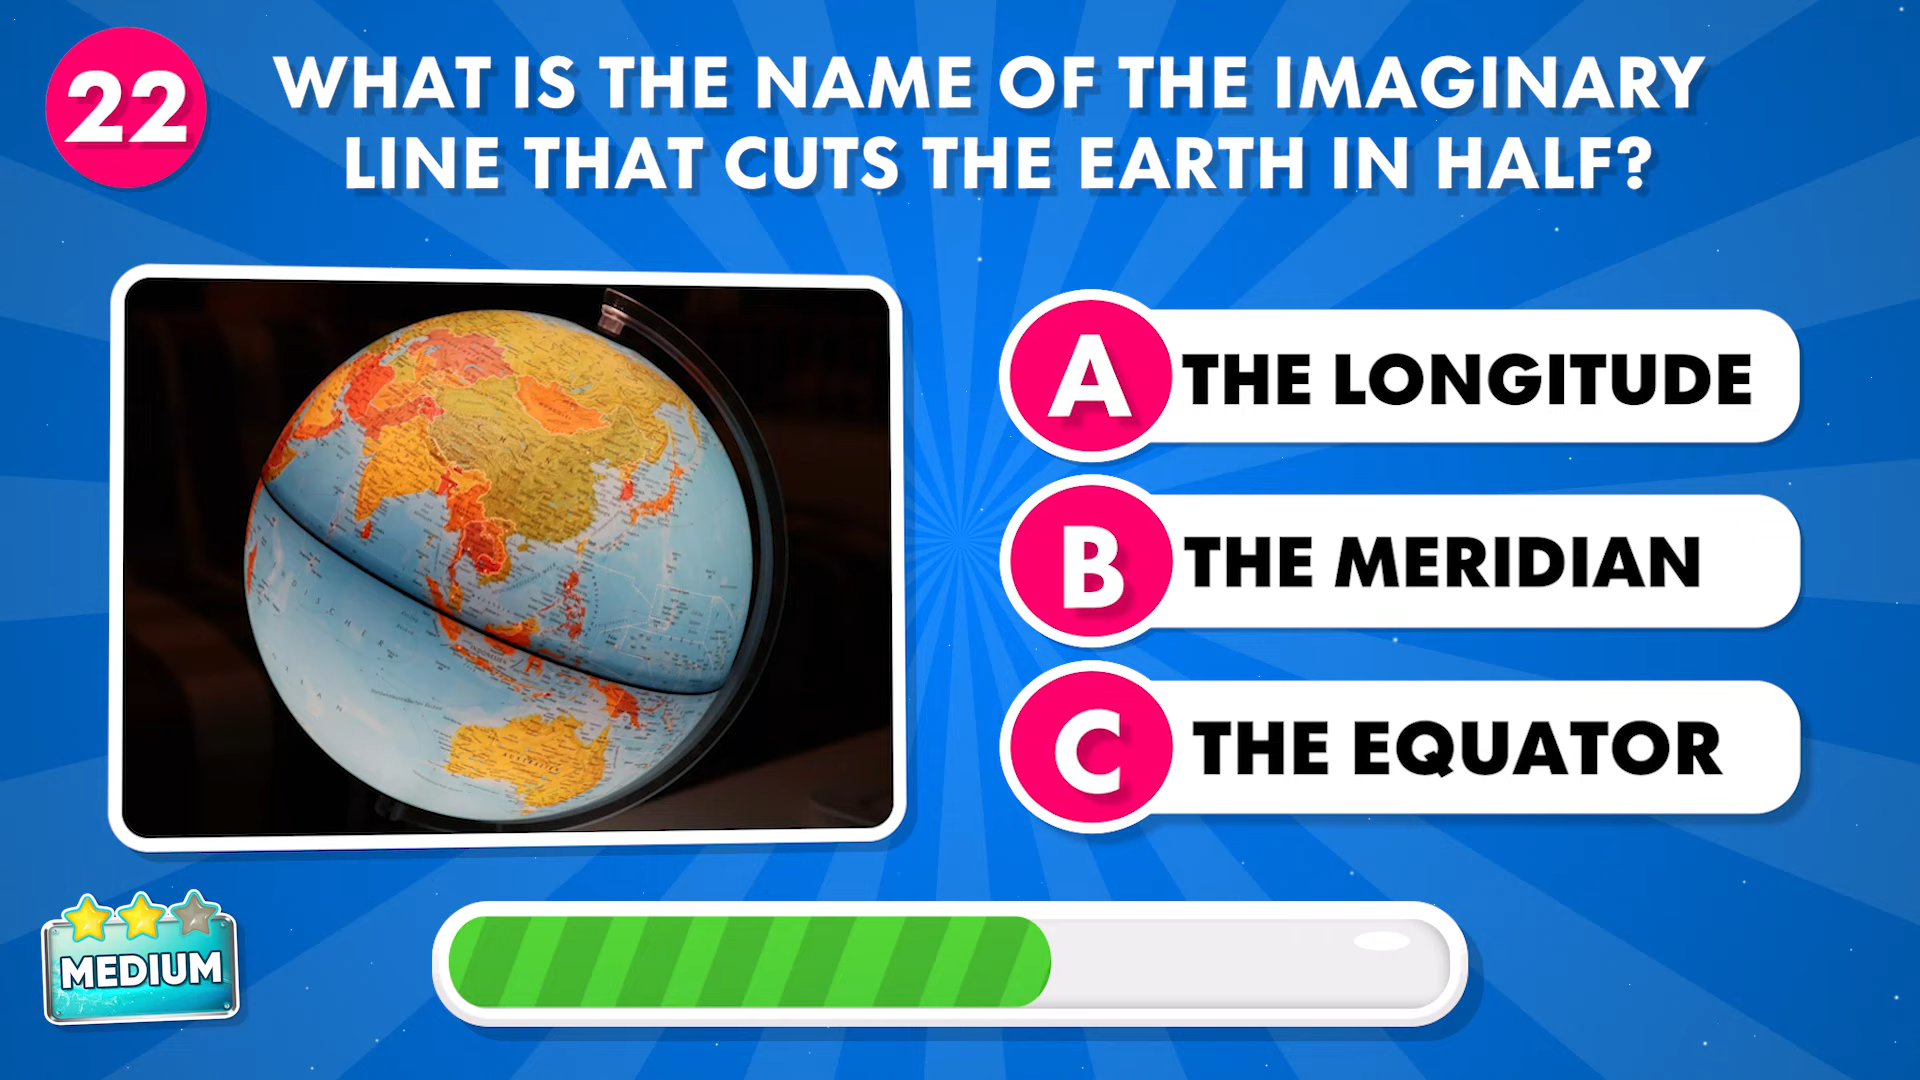 22
WHAT IS THE NAME OF THE IMAGINARY
LINE THAT CUTS THE EARTH IN HALF?
A THE LONGITUDE
B THE MERIDIAN
C THE EQUATOR
AUSTRALIEN
MEDIUM